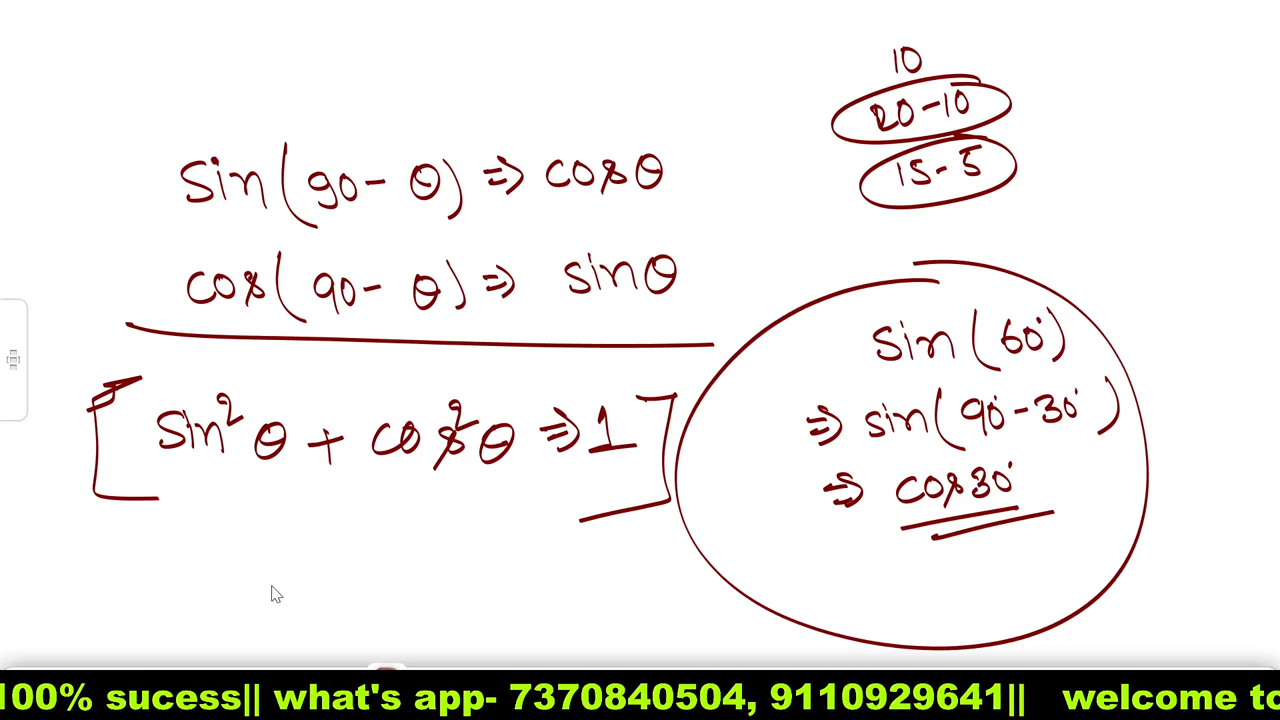 10
20-10
15-5
sin(90-θ)⇒cosθ
cos(90-θ)⇒ sinθ
sin²θ+cos²θ⇒1
sin(60°)
⇒sin(90°-30°)
⇒cos30°
100% sucess|| what's app- 7370840504, 9110929641|| welcome to